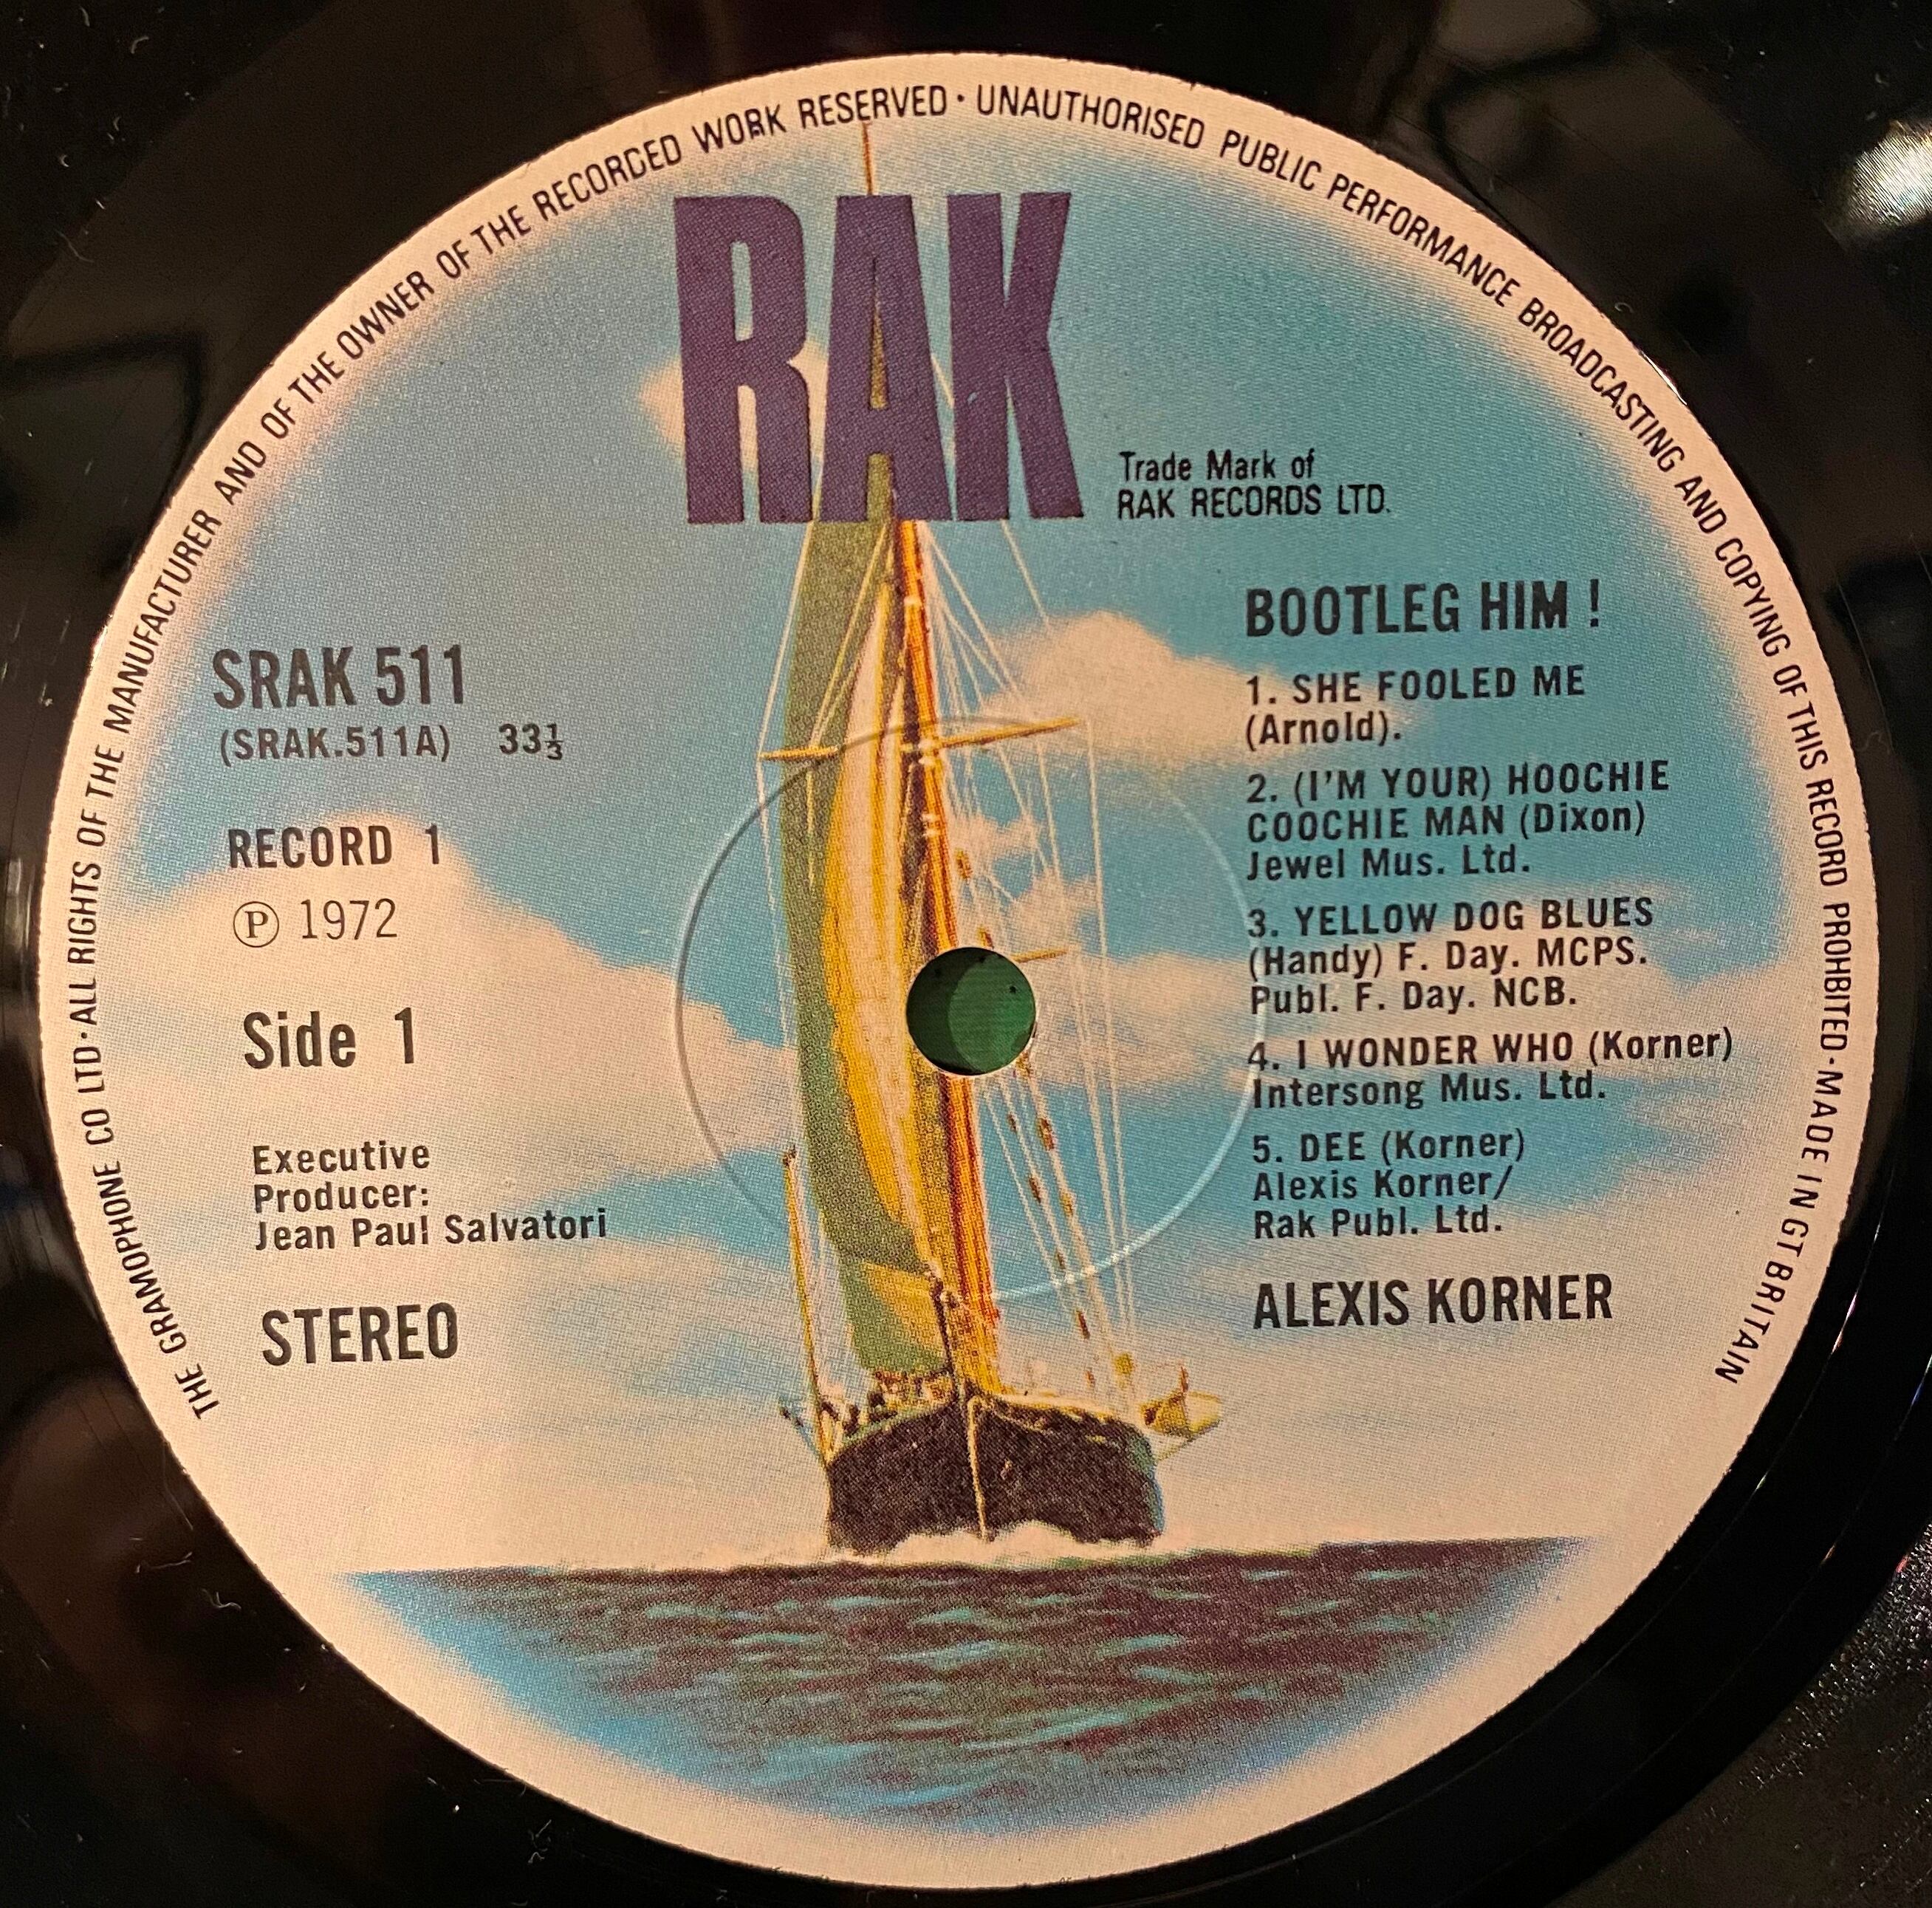 THE GRAMOPHONE CO LTD·ALL RIGHTS OF THE MANUFACTURER AND OF THE OWNER OF THE RECORDED WORK RESERVED·UNAUTHORISED PUBLIC PERFORMANCE BROADCASTING AND COPYING OF THIS RECORD PROHIBITED·MADE IN GT BRITAIN
RAK
Trade Mark of
RAK RECORDS LTD.
SRAK 511
(SRAK.511A) 33⅓
RECORD 1
℗ 1972
Side 1
Executive
Producer:
Jean Paul Salvatori
STEREO
BOOTLEG HIM !
1. SHE FOOLED ME
(Arnold).
2. (I'M YOUR) HOOCHIE
COOCHIE MAN (Dixon)
Jewel Mus. Ltd.
3. YELLOW DOG BLUES
(Handy) F. Day. MCPS.
Publ. F. Day. NCB.
4. I WONDER WHO (Korner)
Intersong Mus. Ltd.
5. DEE (Korner)
Alexis Korner/
Rak Publ. Ltd.
ALEXIS KORNER